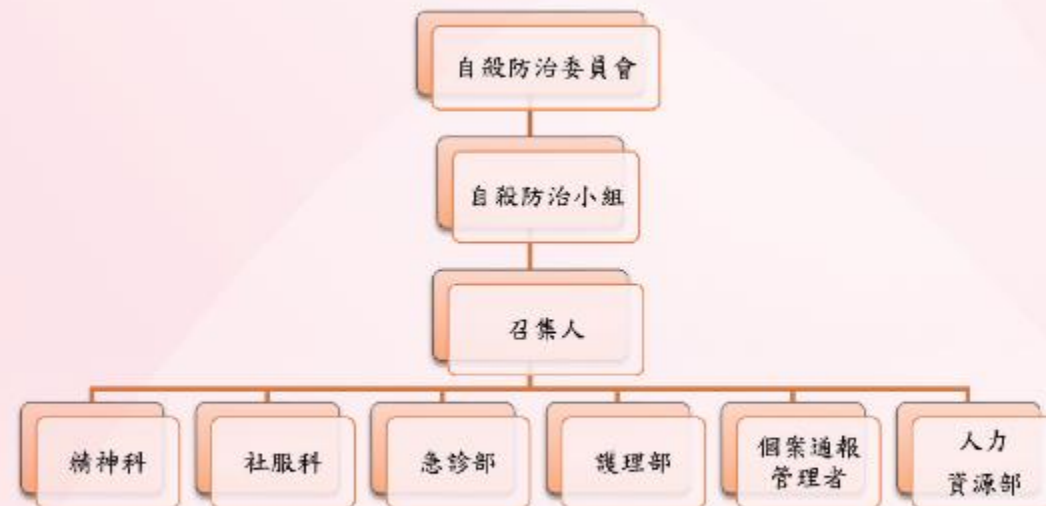 自殺防治委員會
自殺防治小組
召集人
精神科
社服科
急診部
護理部
個案通報
管理者
人力
資源部